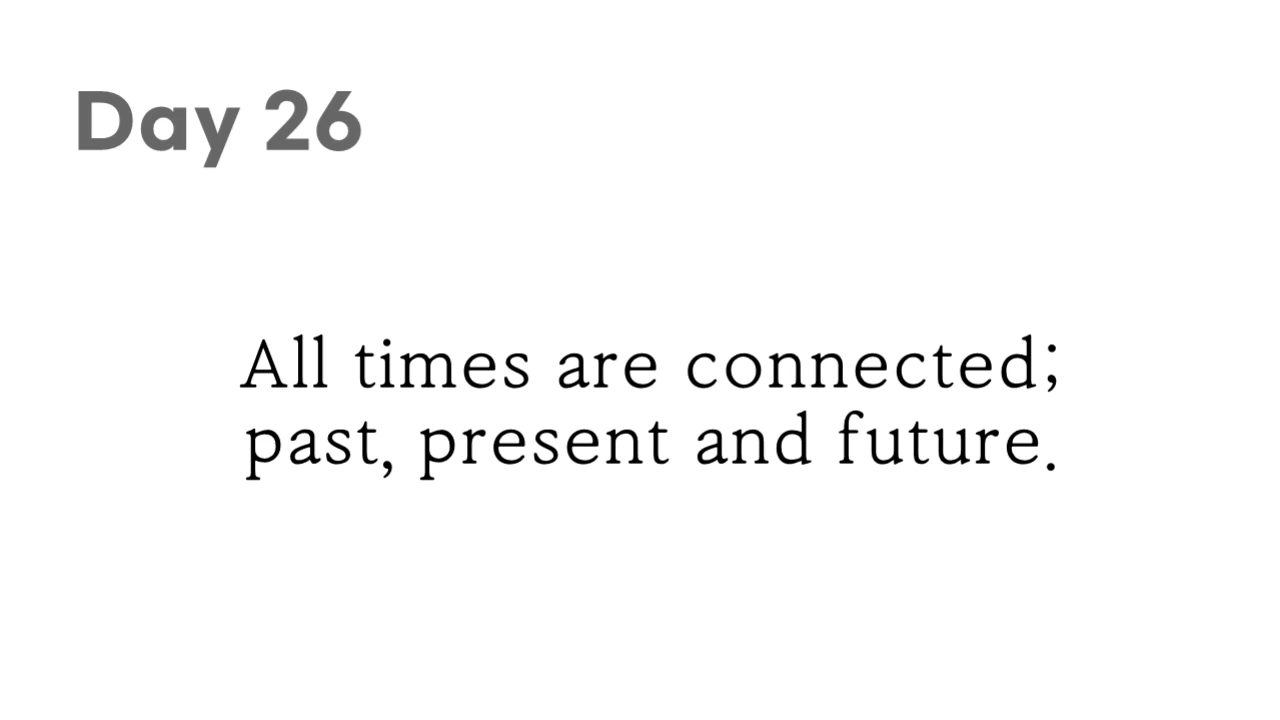 Day 26
All times are connected;
past, present and future.